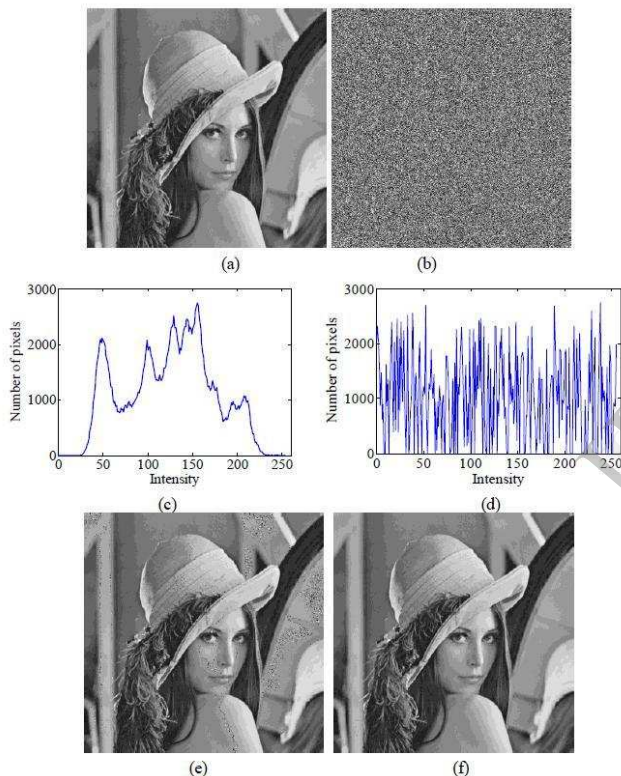 (a)
(b)
3000
2000
1000
0
Number of pixels
0 50 100 150 200 250
Intensity
(c)
3000
2000
1000
0
Number of pixels
0 50 100 150 200 250
Intensity
(d)
(e)
(f)